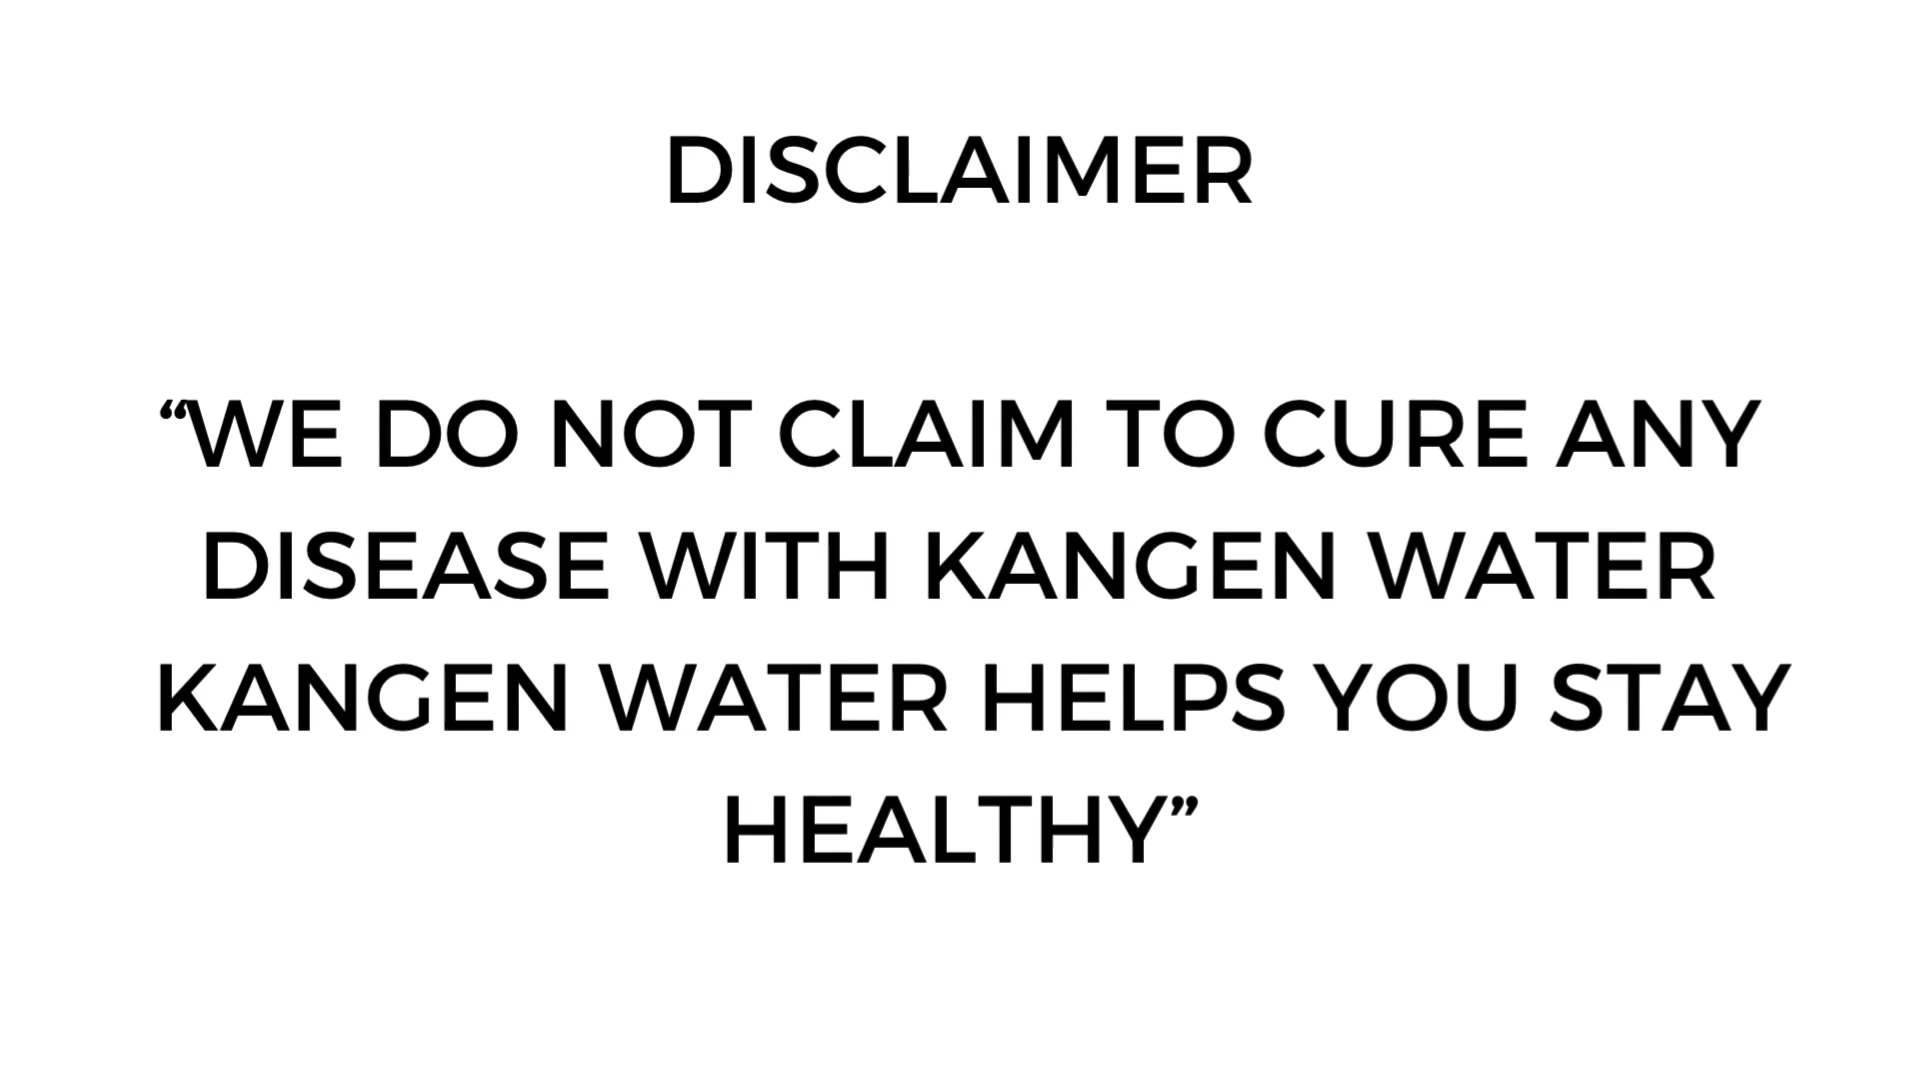 DISCLAIMER
“WE DO NOT CLAIM TO CURE ANY
DISEASE WITH KANGEN WATER
KANGEN WATER HELPS YOU STAY
HEALTHY”